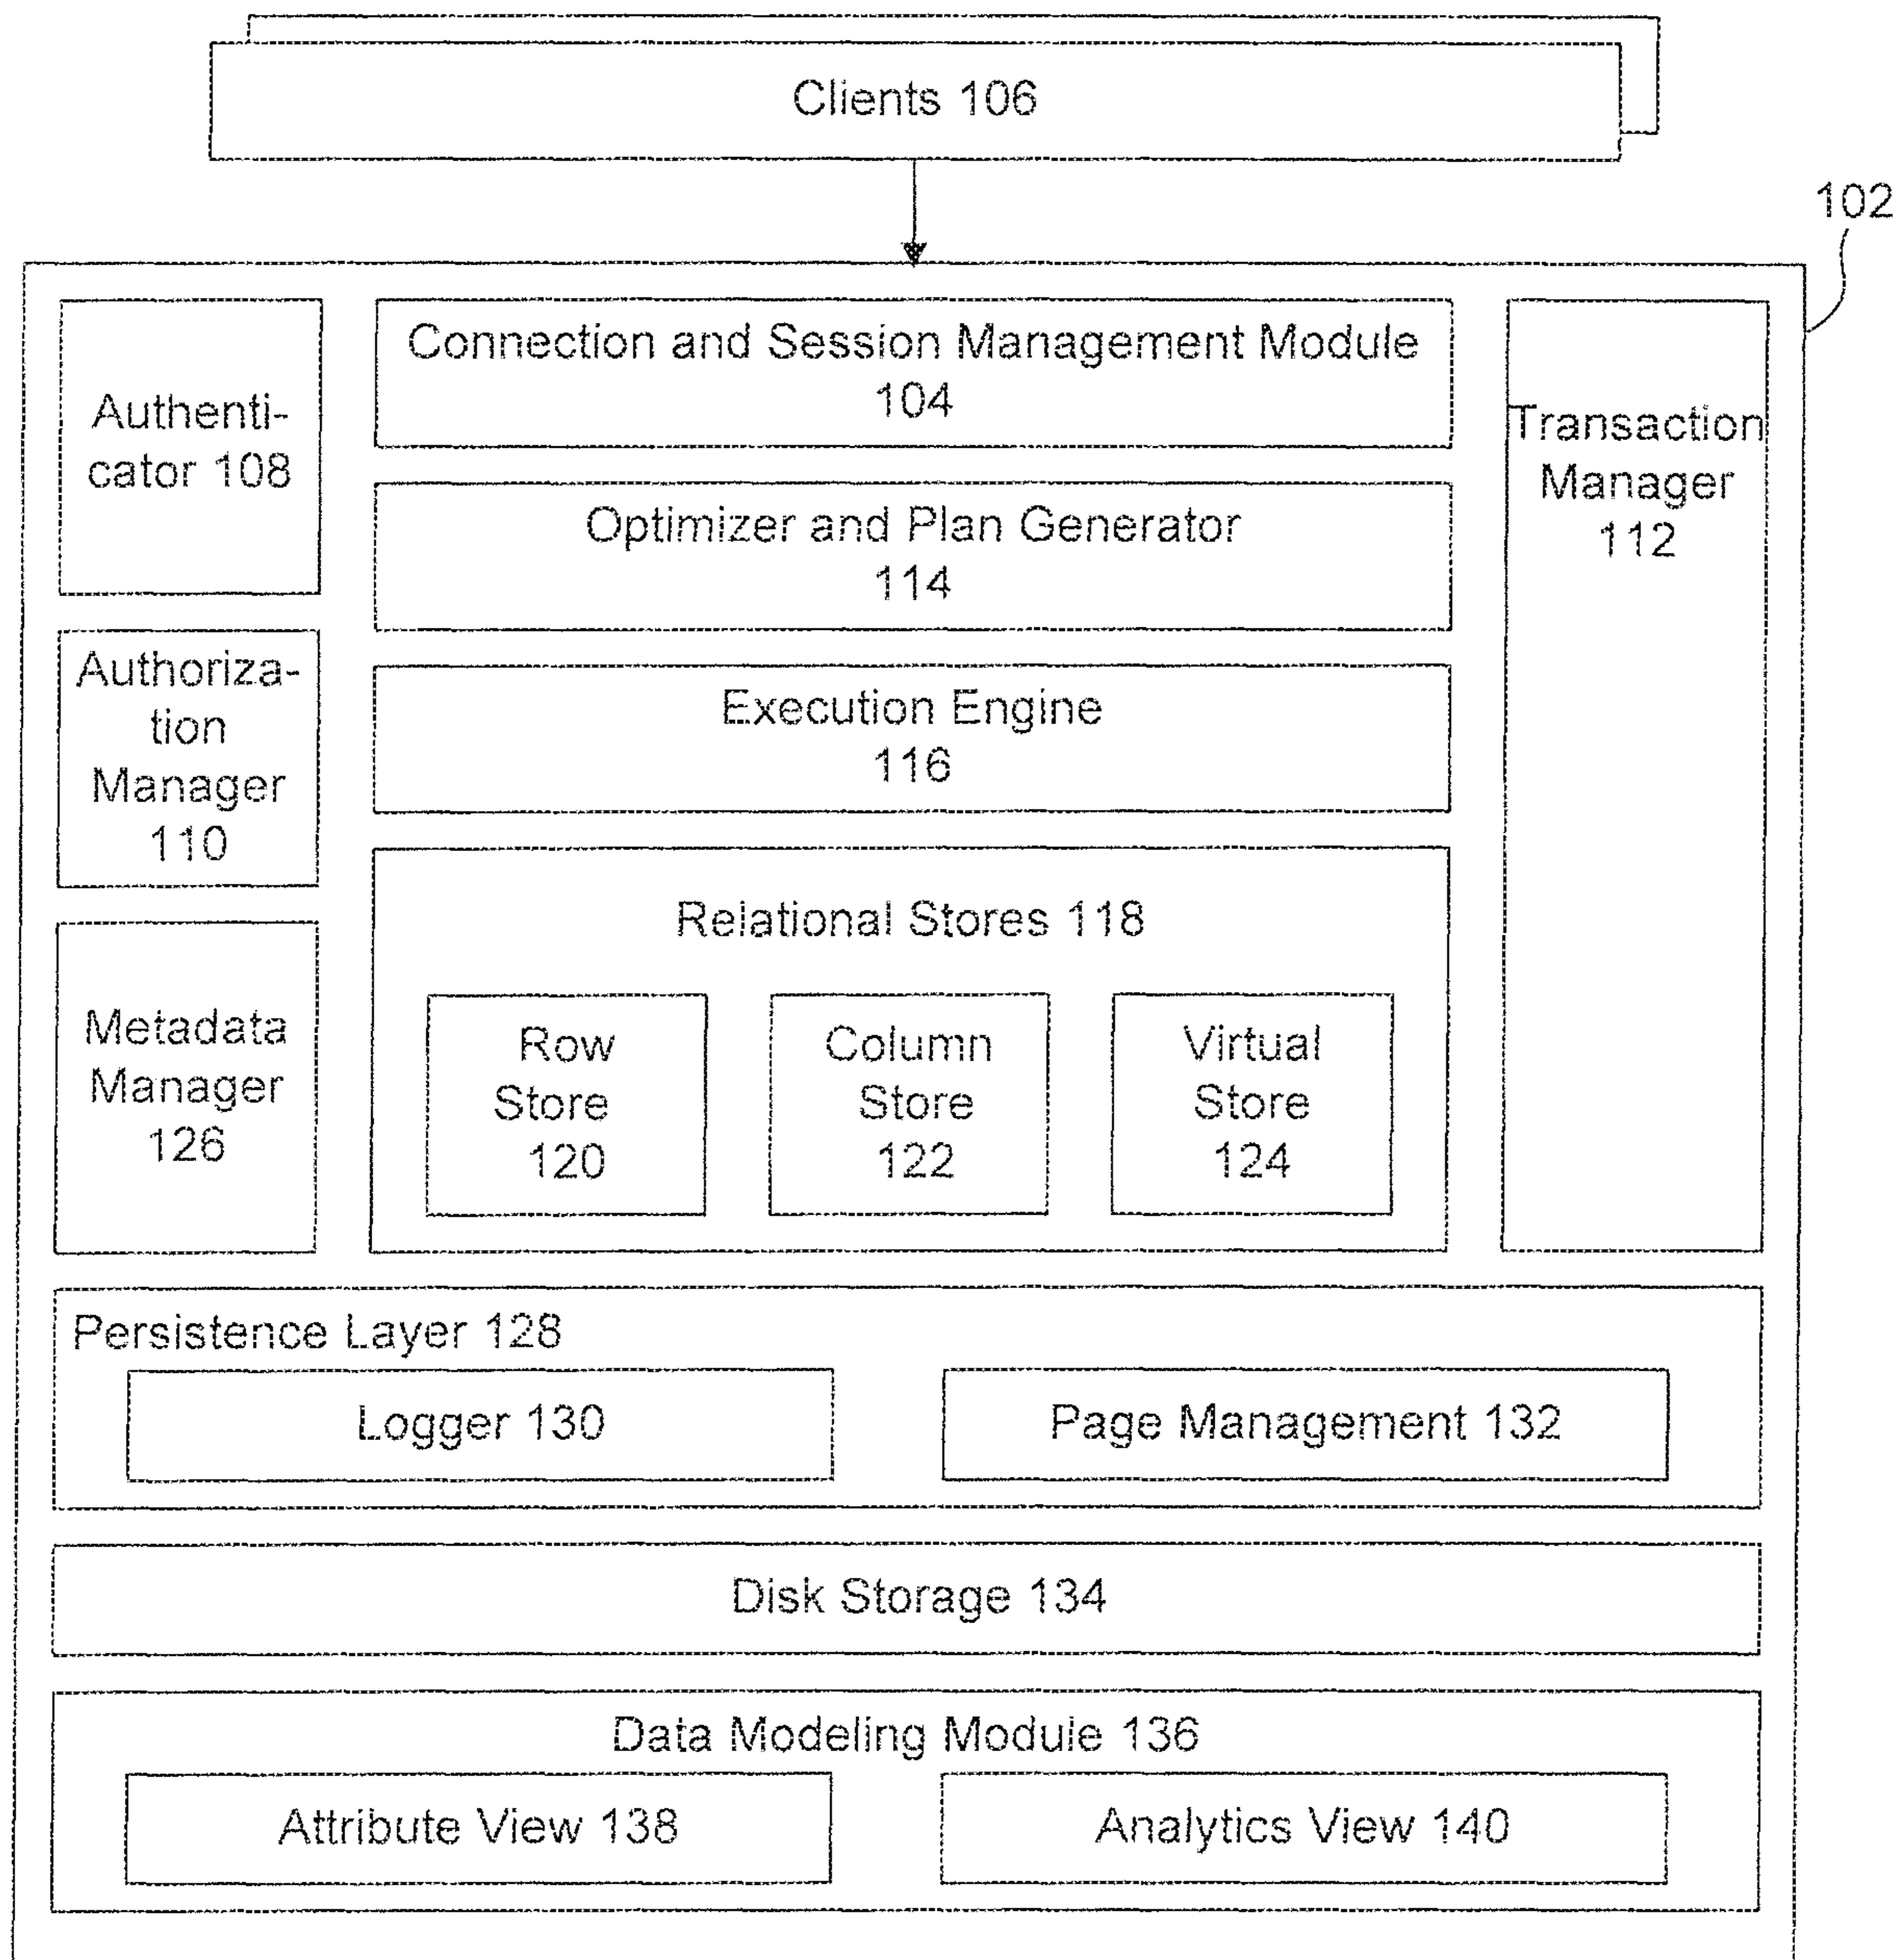 Clients 106
102
Authenti-
cator 108
Connection and Session Management Module
104
Transaction
Manager
112
Optimizer and Plan Generator
114
Authoriza-
tion
Manager
110
Execution Engine
116
Relational Stores 118
Metadata
Manager
126
Row
Store
120
Column
Store
122
Virtual
Store
124
Persistence Layer 128
Logger 130
Page Management 132
Disk Storage 134
Data Modeling Module 136
Attribute View 138
Analytics View 140